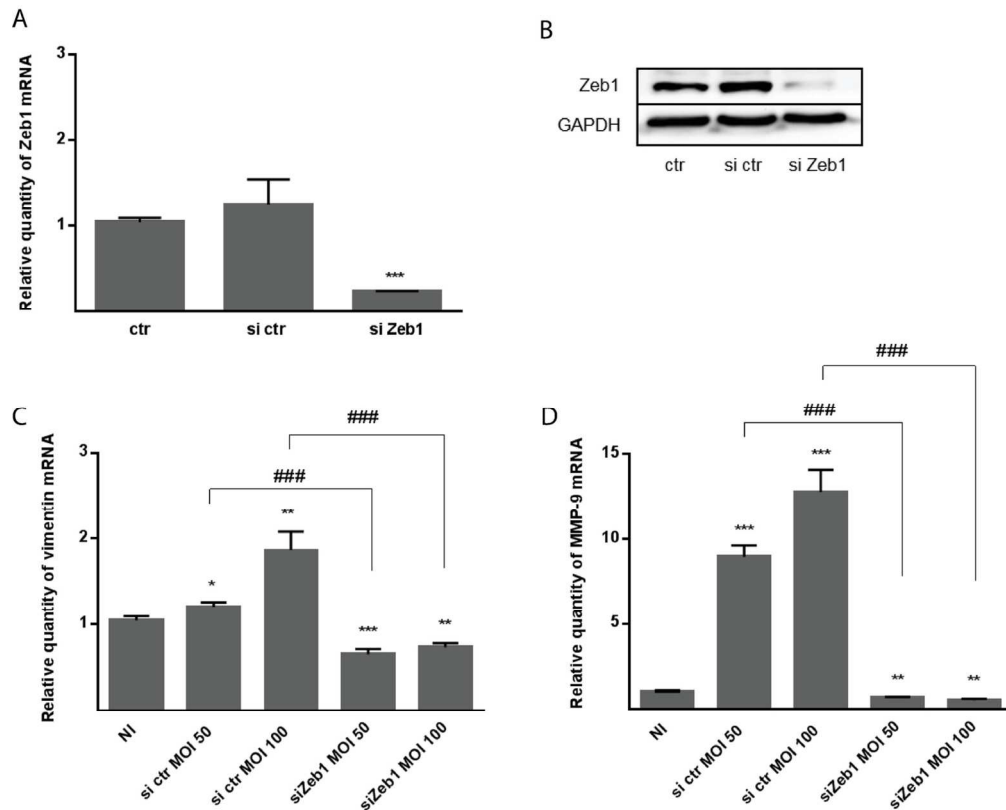 A
Relative quantity of Zeb1 mRNA
3
2
1
***
ctr
si ctr
si Zeb1
B
Zeb1
GAPDH
ctr
si ctr
si Zeb1
C
Relative quantity of vimentin mRNA
3
2
1
###
###
*
**
***
**
NI
si ctr MOI 50
si ctr MOI 100
siZeb1 MOI 50
siZeb1 MOI 100
D
Relative quantity of MMP-9 mRNA
15
10
5
###
###
***
***
**
**
NI
si ctr MOI 50
si ctr MOI 100
siZeb1 MOI 50
siZeb1 MOI 100